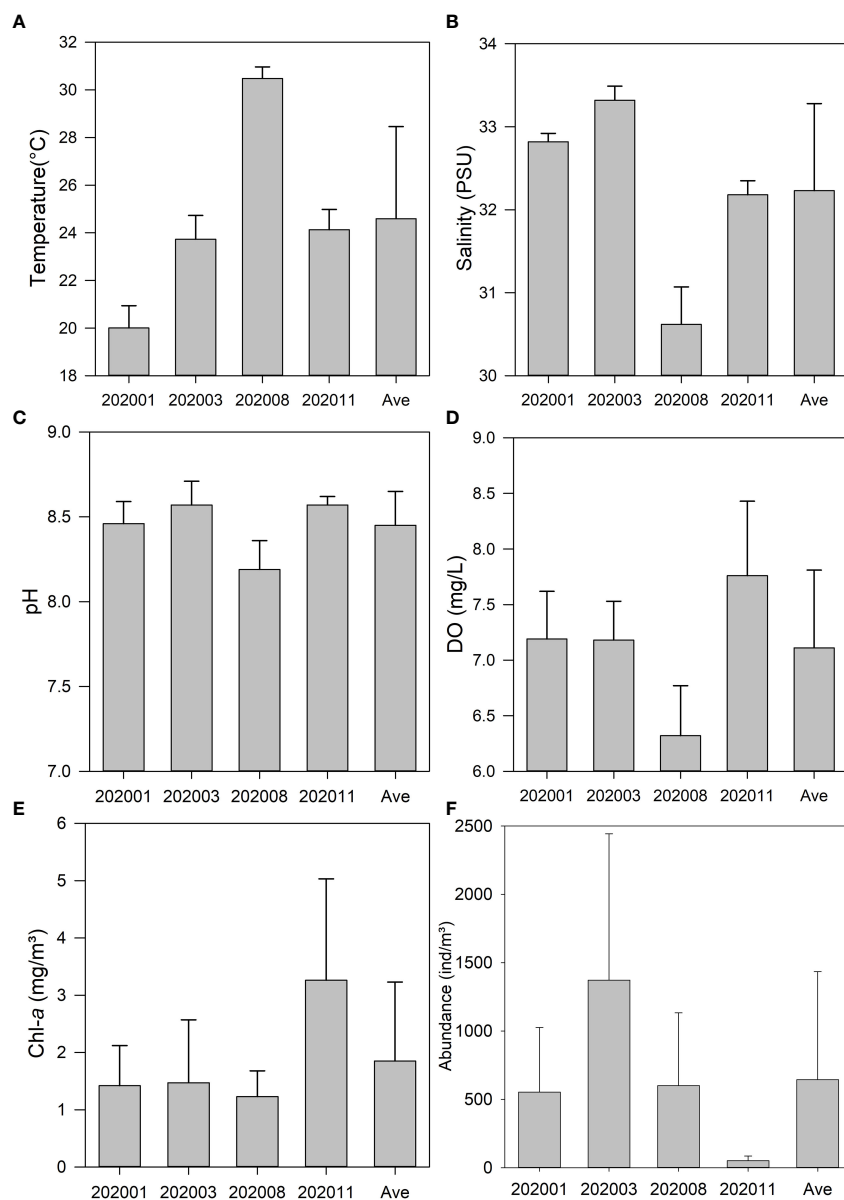 A
Temperature(°C)
32
30
28
26
24
22
20
18
202001 202003 202008 202011 Ave
B
Salinity (PSU)
34
33
32
31
30
202001 202003 202008 202011 Ave
C
pH
9.0
8.5
8.0
7.5
7.0
202001 202003 202008 202011 Ave
D
DO (mg/L)
9.0
8.5
8.0
7.5
7.0
6.5
6.0
202001 202003 202008 202011 Ave
E
Chl-a (mg/m³)
6
5
4
3
2
1
0
202001 202003 202008 202011 Ave
F
Abundance (ind/m³)
2500
2000
1500
1000
500
0
202001 202003 202008 202011 Ave